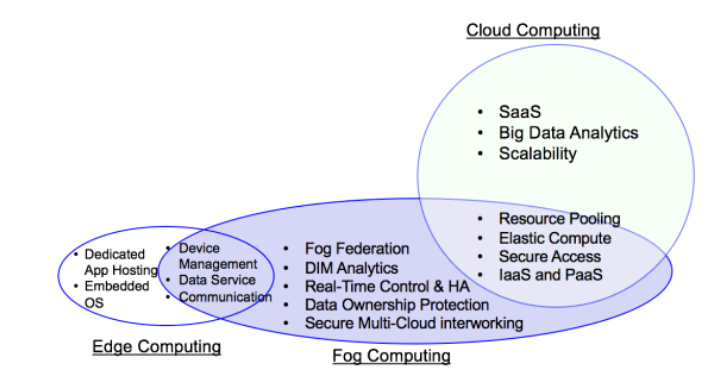 Cloud Computing
• SaaS
• Big Data Analytics
• Scalability
• Resource Pooling
• Elastic Compute
• Secure Access
• IaaS and PaaS
• Dedicated
App Hosting
• Embedded
OS
• Device
Management
• Data Service
• Communication
• Fog Federation
• DIM Analytics
• Real-Time Control & HA
• Data Ownership Protection
• Secure Multi-Cloud interworking
Edge Computing
Fog Computing